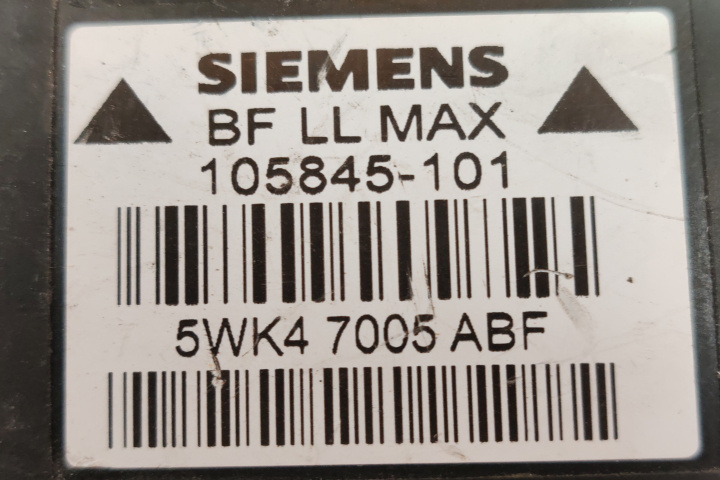 SIEMENS
BF LL MAX
105845-101
5WK4 7005 ABF